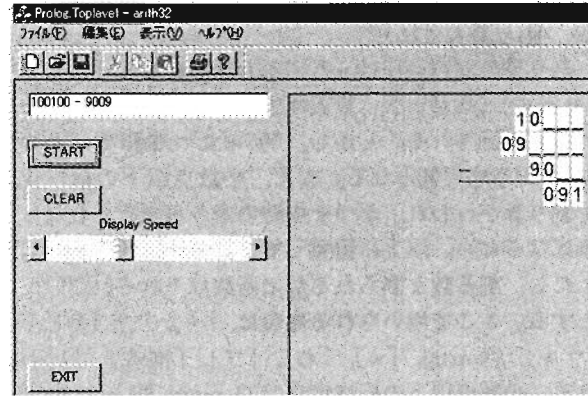 Prolog.Toplevel - arith32
ファイル(F) 編集(E) 表示(V) ヘルプ(H)
100100 - 9009
START
CLEAR
Display Speed
EXIT
10
09
- 90
091